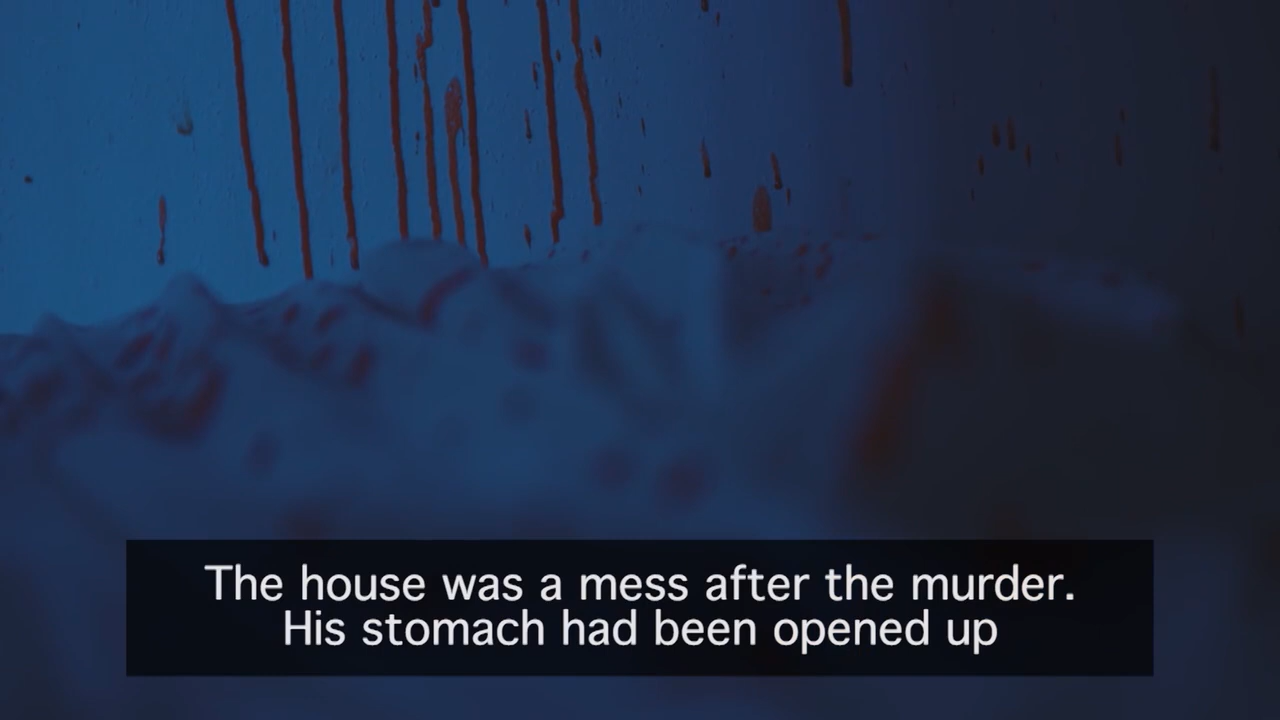 The house was a mess after the murder.
His stomach had been opened up